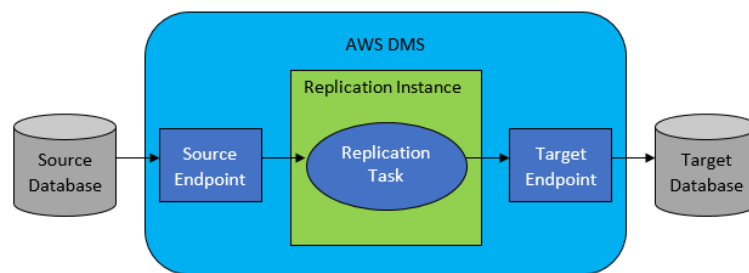 AWS DMS
Replication Instance
Source
Database
Source
Endpoint
Replication
Task
Target
Endpoint
Target
Database